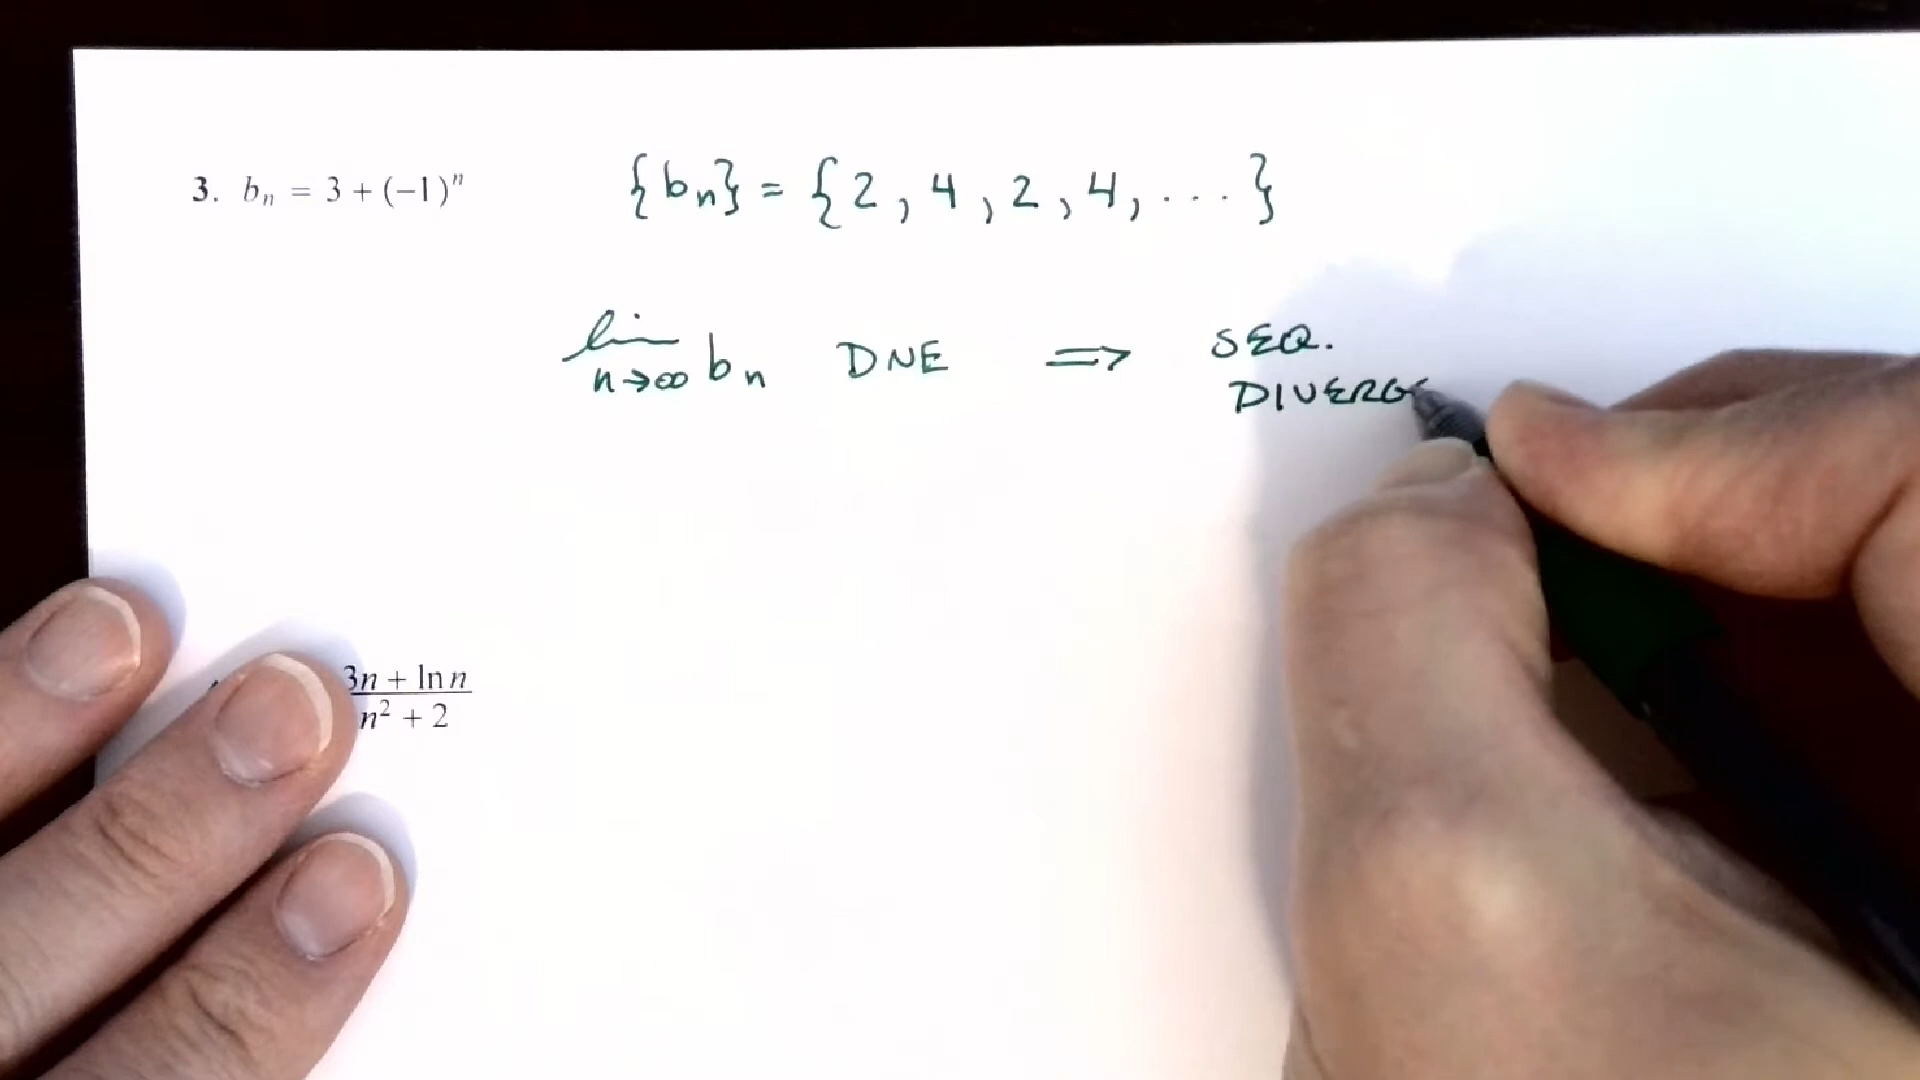 3. bₙ = 3 + (−1)ⁿ {bₙ} = {2, 4, 2, 4, ...}
lim n→∞ bₙ DNE ⇒ SEQ.
DIVERG
3n + ln n
n² + 2